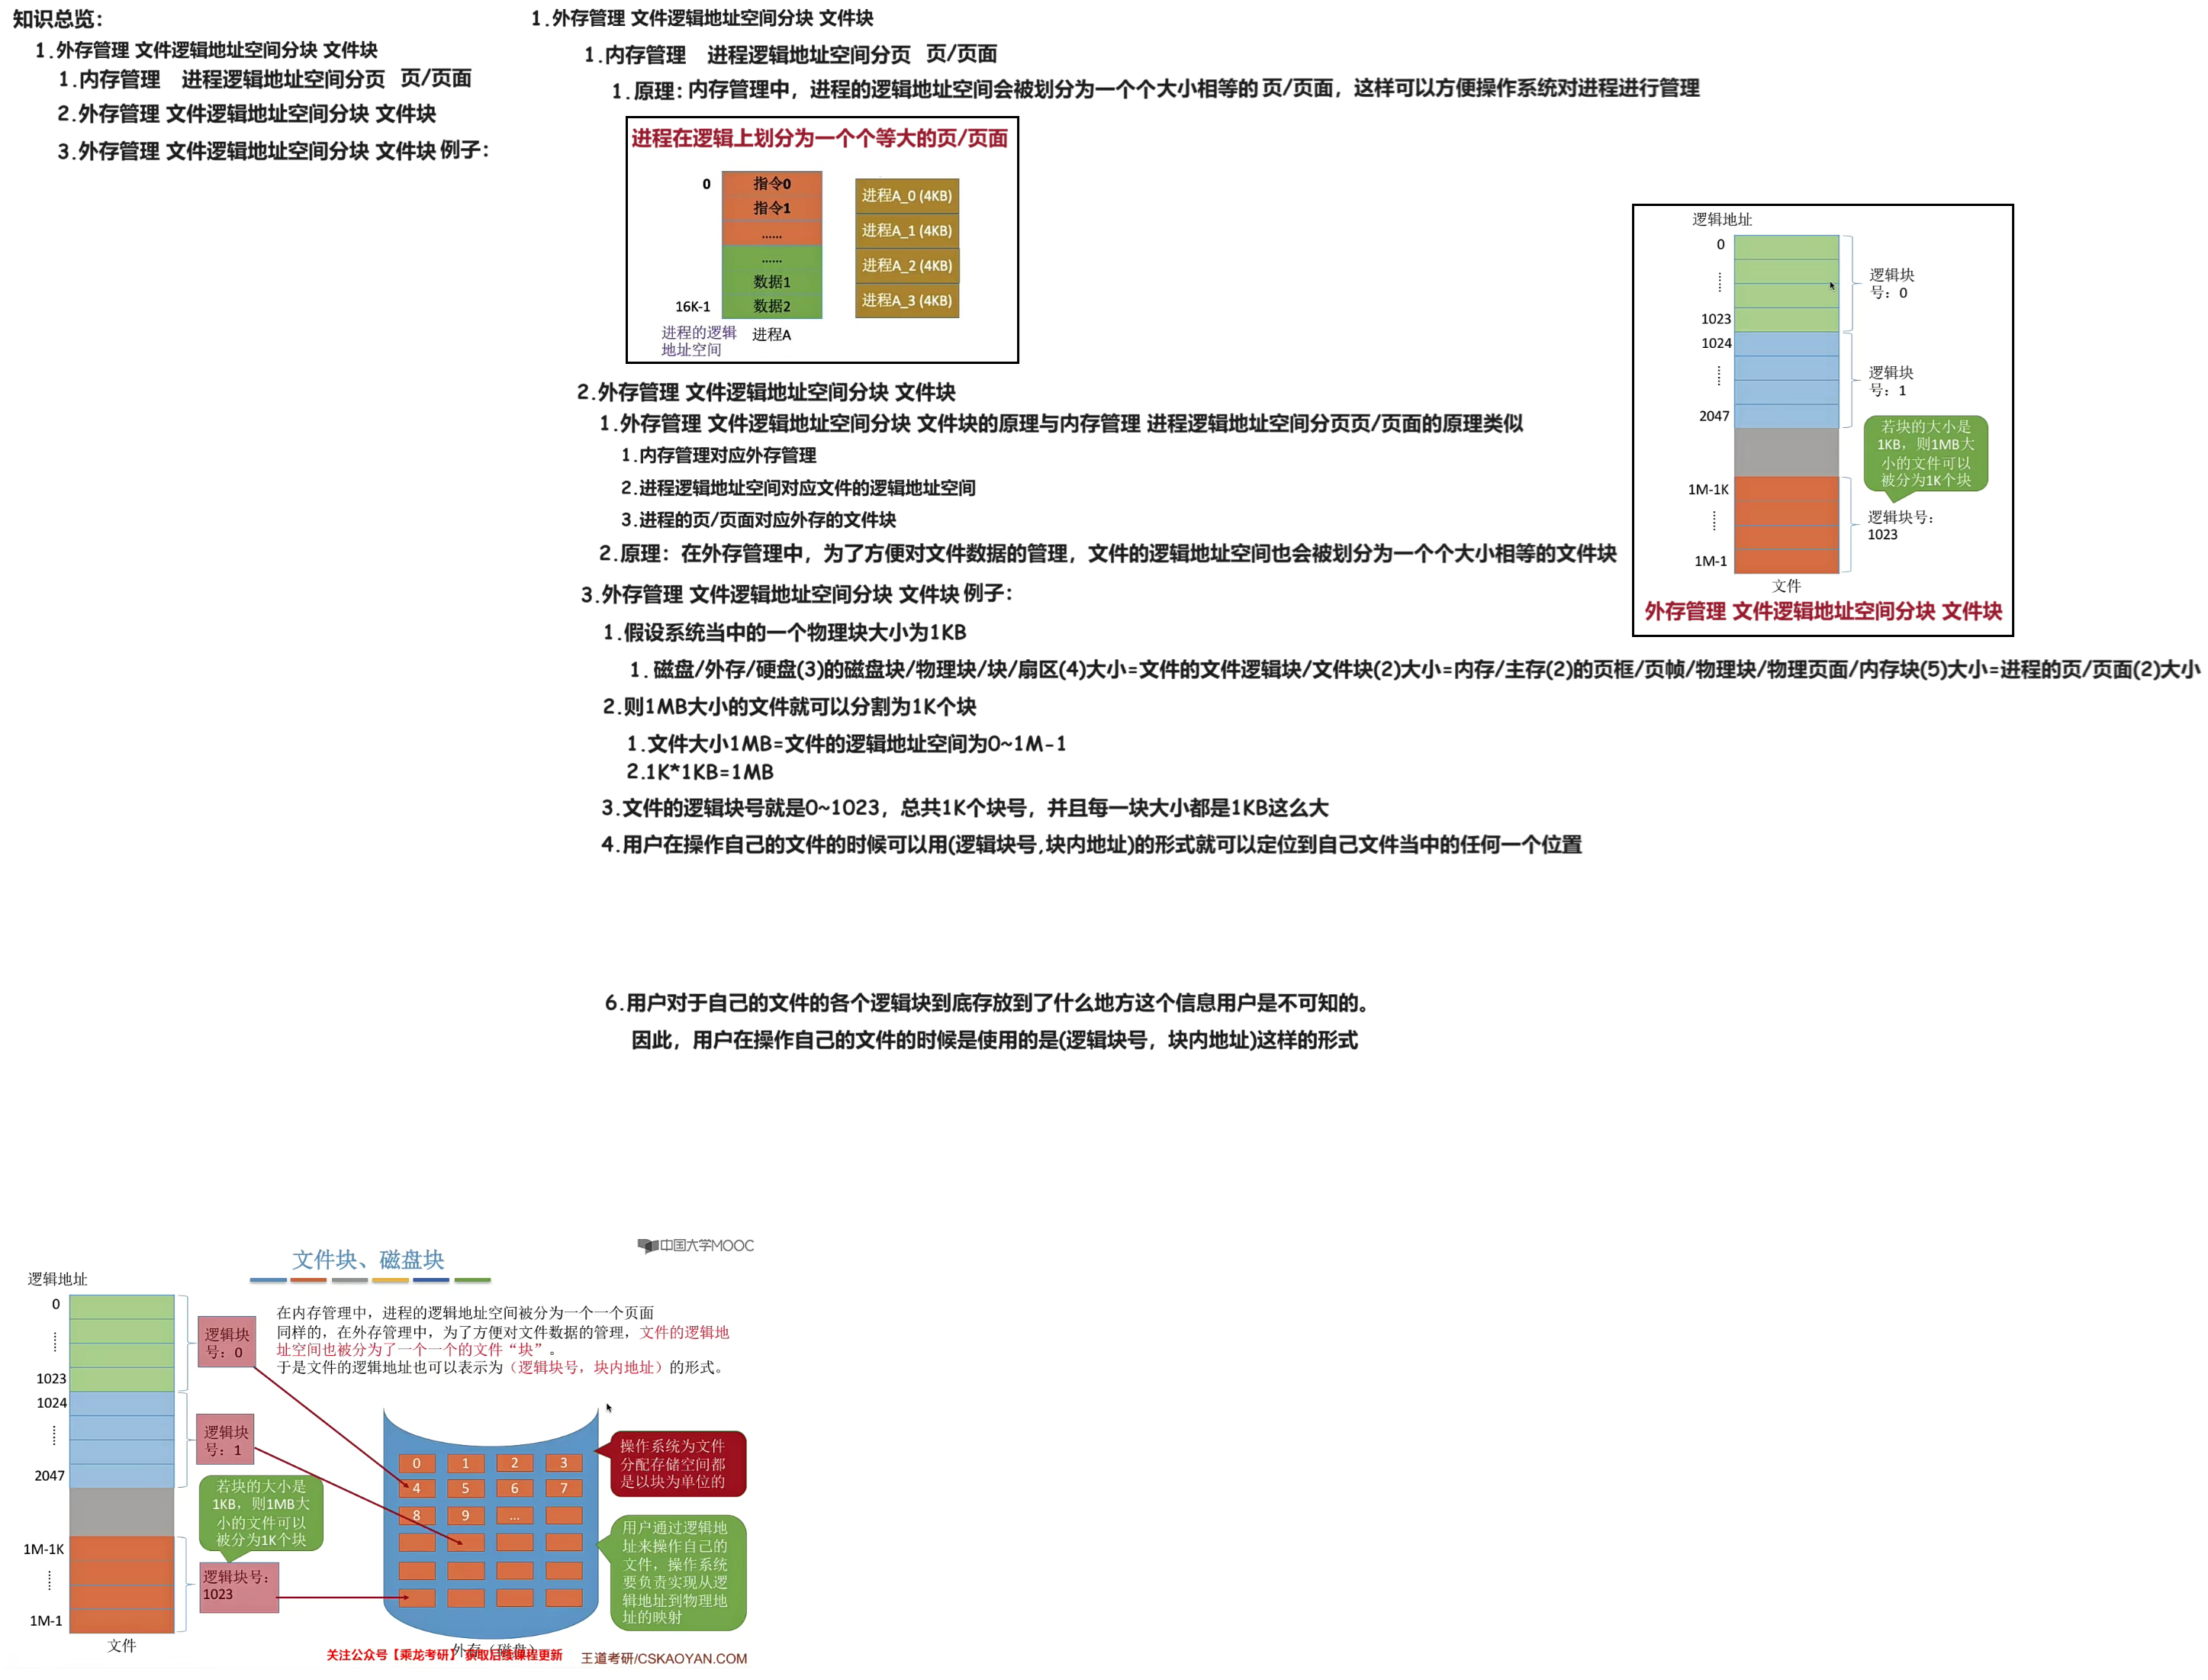 知识总览：
1.外存管理 文件逻辑地址空间分块 文件块
1.内存管理 进程逻辑地址空间分页 页/页面
2.外存管理 文件逻辑地址空间分块 文件块
3.外存管理 文件逻辑地址空间分块 文件块 例子：
1.外存管理 文件逻辑地址空间分块 文件块
1.内存管理 进程逻辑地址空间分页 页/页面
1.原理：内存管理中，进程的逻辑地址空间会被划分为一个个大小相等的 页/页面，这样可以方便操作系统对进程进行管理
进程在逻辑上划分为一个个等大的页/页面
0
指令0
指令1
......
......
数据1
16K-1
数据2
进程的逻辑
地址空间
进程A
进程A_0 (4KB)
进程A_1 (4KB)
进程A_2 (4KB)
进程A_3 (4KB)
2.外存管理 文件逻辑地址空间分块 文件块
1.外存管理 文件逻辑地址空间分块 文件块的原理与内存管理 进程逻辑地址空间分页页/页面的原理类似
1.内存管理对应外存管理
2.进程逻辑地址空间对应文件的逻辑地址空间
3.进程的页/页面对应外存的文件块
2.原理：在外存管理中，为了方便对文件数据的管理，文件的逻辑地址空间也会被划分为一个个大小相等的文件块
逻辑地址
0
......
1023
逻辑块
号：0
1024
......
2047
逻辑块
号：1
若块的大小是
1KB，则1MB大
小的文件可以
被分为1K个块
1M-1K
......
1M-1
逻辑块号：
1023
文件
外存管理 文件逻辑地址空间分块 文件块
3.外存管理 文件逻辑地址空间分块 文件块 例子：
1.假设系统当中的一个物理块大小为1KB
1. 磁盘/外存/硬盘(3)的磁盘块/物理块/块/扇区(4)大小=文件的文件逻辑块/文件块(2)大小=内存/主存(2)的页框/页帧/物理块/物理页面/内存块(5)大小=进程的页/页面(2)大小
2.则1MB大小的文件就可以分割为1K个块
1.文件大小1MB=文件的逻辑地址空间为0~1M-1
2.1K*1KB=1MB
3.文件的逻辑块号就是0~1023，总共1K个块号，并且每一块大小都是1KB这么大
4.用户在操作自己的文件的时候可以用(逻辑块号,块内地址)的形式就可以定位到自己文件当中的任何一个位置
6.用户对于自己的文件的各个逻辑块到底存放到了什么地方这个信息用户是不可知的。
因此，用户在操作自己的文件的时候是使用的是(逻辑块号，块内地址)这样的形式
文件块、磁盘块
中国大学MOOC
逻辑地址
0
......
1023
逻辑块
号：0
1024
......
2047
逻辑块
号：1
若块的大小是
1KB，则1MB大
小的文件可以
被分为1K个块
1M-1K
......
1M-1
逻辑块号：
1023
文件
在内存管理中，进程的逻辑地址空间被分为一个一个页面
同样的，在外存管理中，为了方便对文件数据的管理，文件的逻辑地
址空间也被分为了一个一个的文件“块”。
于是文件的逻辑地址也可以表示为（逻辑块号，块内地址）的形式。
0 1 2 3
4 5 6 7
8 9 ...
操作系统为文件
分配存储空间都
是以块为单位的
用户通过逻辑地
址来操作自己的
文件，操作系统
要负责实现从逻
辑地址到物理地
址的映射
外存（磁盘）
关注公众号【乘龙考研】获取后续课程更新
王道考研/CSKAOYAN.COM